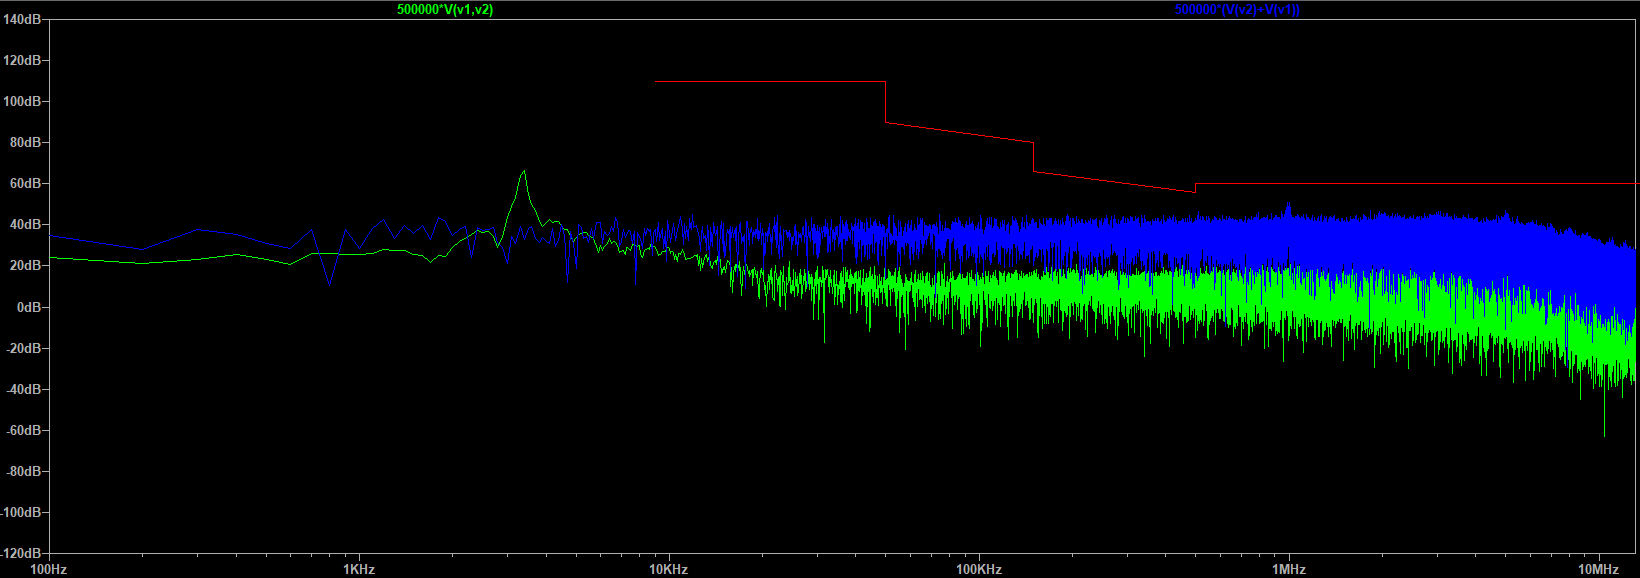 500000*V(v1,v2) 500000*(V(v2)+V(v1))
140dB
120dB
100dB
80dB
60dB
40dB
20dB
0dB
-20dB
-40dB
-60dB
-80dB
-100dB
-120dB
100Hz 1KHz 10KHz 100KHz 1MHz 10MHz